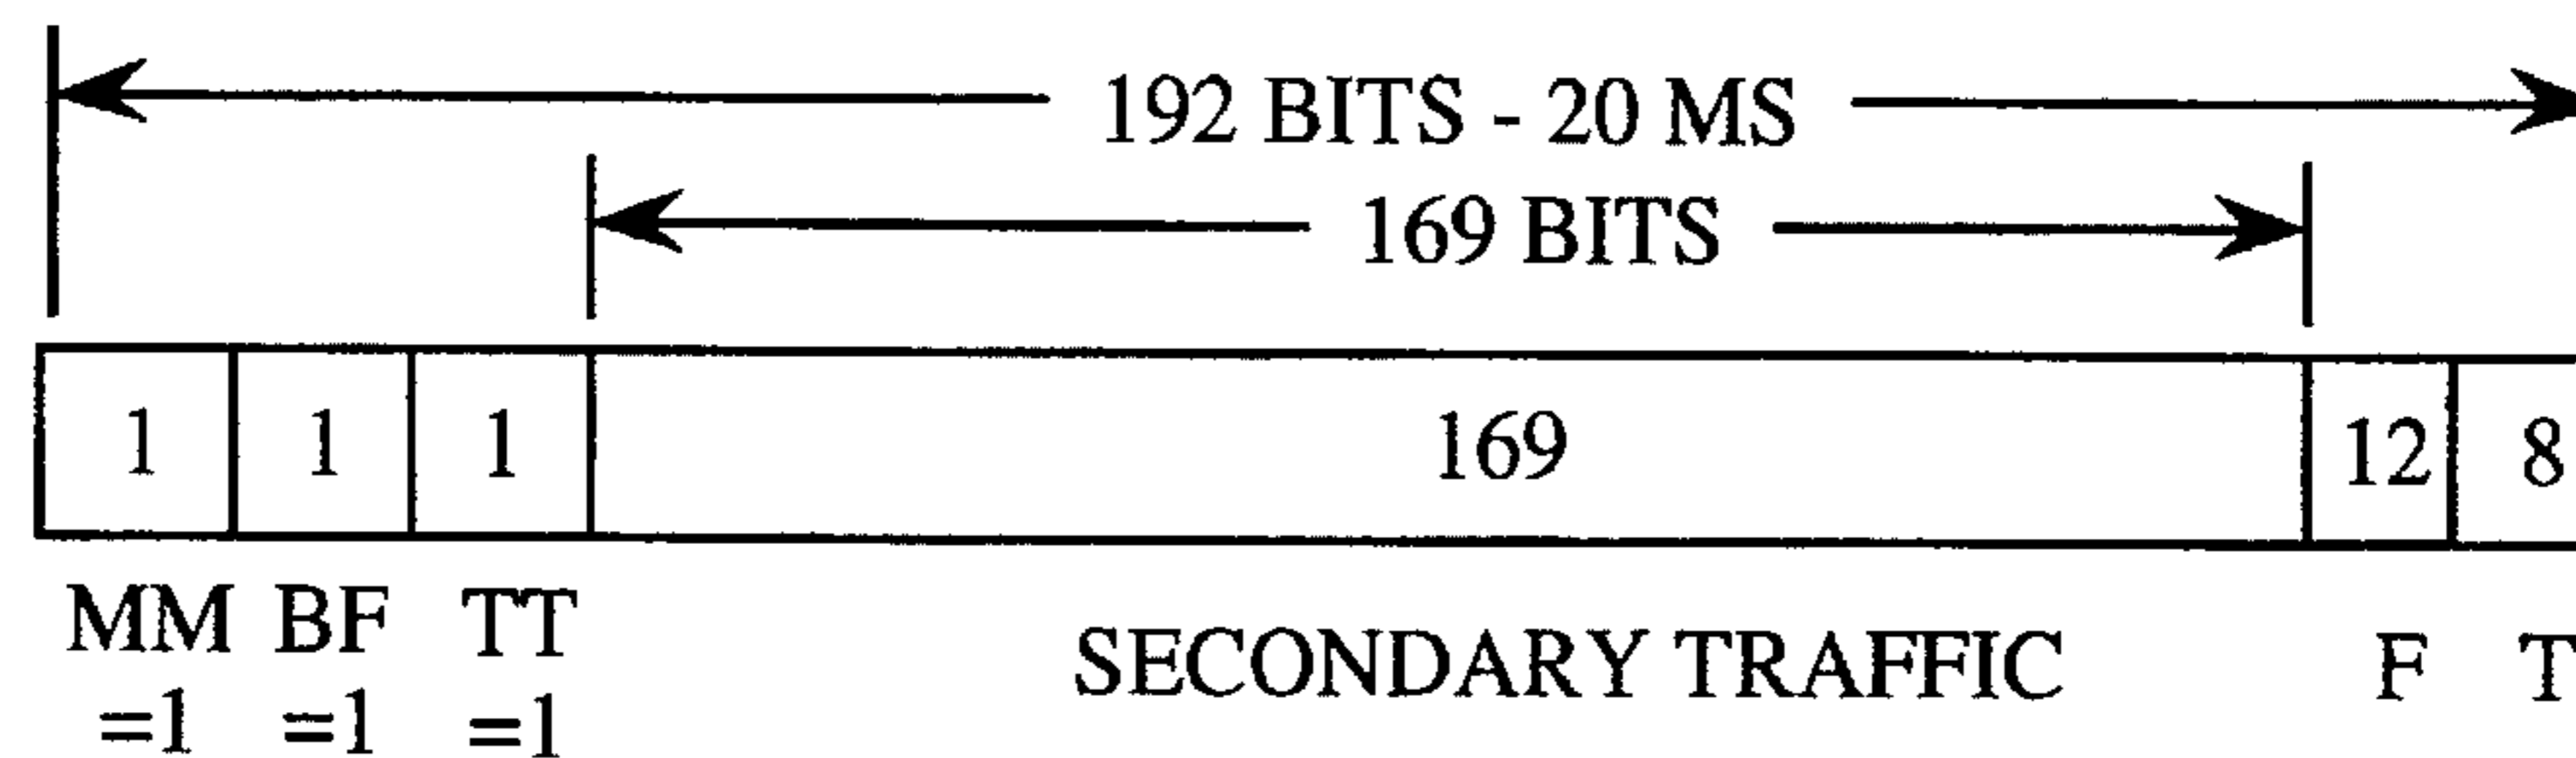 192 BITS - 20 MS
169 BITS
1 1 1 169 12 8
MM BF TT SECONDARY TRAFFIC F T
=1 =1 =1